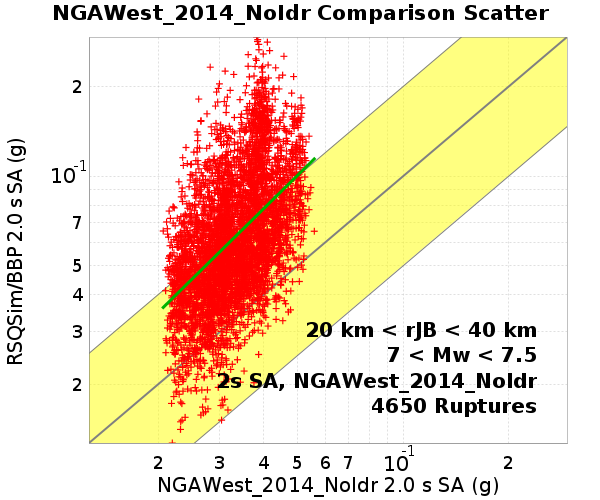 NGAWest_2014_NoIdr Comparison Scatter
RSQSim/BBP 2.0 s SA (g)
2
10-1
7
5
4
3
2
20 km < rJB < 40 km
7 < Mw < 7.5
2s SA, NGAWest_2014_NoIdr
4650 Ruptures
2 3 4 5 6 7 10-1 2
NGAWest_2014_NoIdr 2.0 s SA (g)